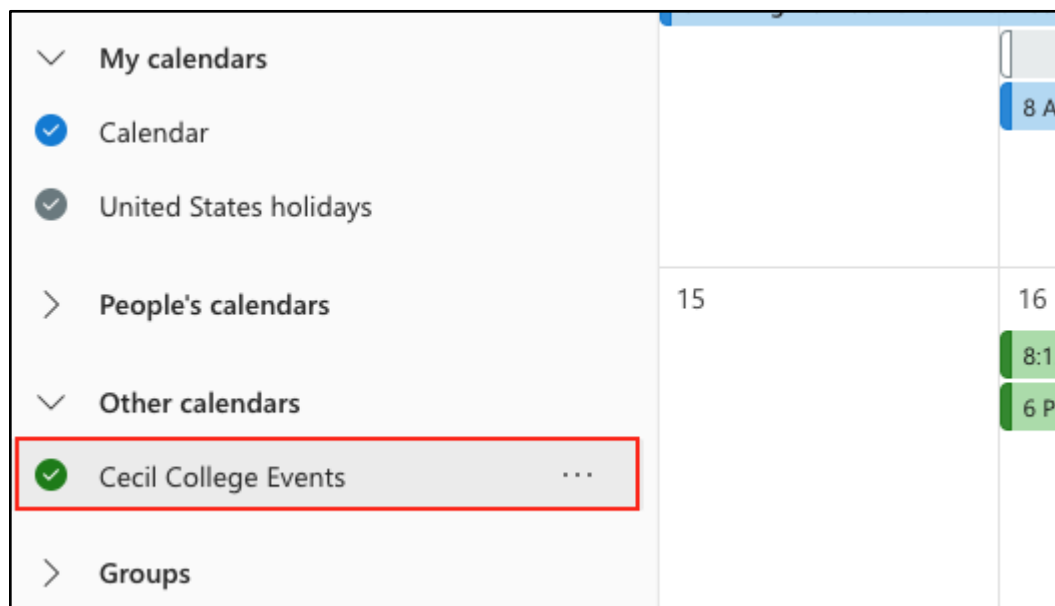 My calendars
Calendar
United States holidays
People's calendars
Other calendars
Cecil College Events
Groups
8 A
15
16
8:1
6 P